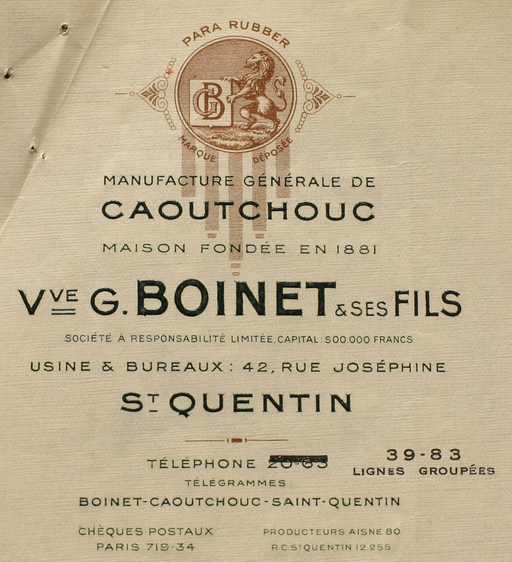 PARA RUBBER
GB
MARQUE DÉPOSÉE
MANUFACTURE GÉNÉRALE DE
CAOUTCHOUC
MAISON FONDÉE EN 1881
Vve G. BOINET & SES FILS
SOCIÉTÉ À RESPONSABILITÉ LIMITÉE, CAPITAL: 500.000 FRANCS
USINE & BUREAUX: 42, RUE JOSÉPHINE
ST QUENTIN
TÉLÉPHONE
39-83
LIGNES GROUPÉES
TÉLÉGRAMMES
BOINET-CAOUTCHOUC-SAINT-QUENTIN
CHÈQUES POSTAUX
PARIS 719-34
PRODUCTEURS AISNE 80
R.C. ST QUENTIN 12.255